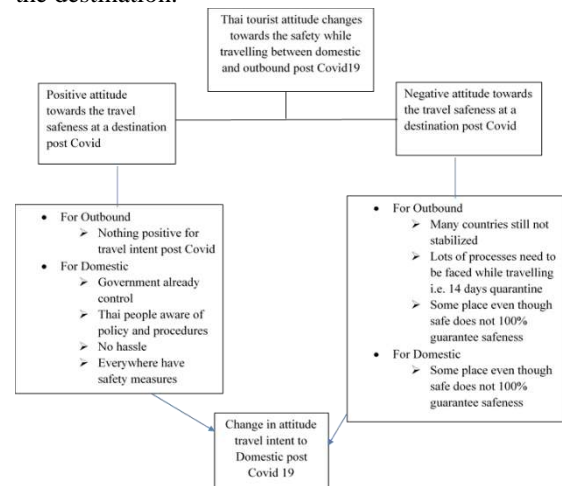 the destination.
Thai tourist attitude changes
towards the safety while
travelling between domestic
and outbound post Covid19
Positive attitude
towards the travel
safeness at a destination
post Covid
Negative attitude towards
the travel safeness at a
destination post Covid
• For Outbound
➢ Nothing positive for
travel intent post Covid
• For Domestic
➢ Government already
control
➢ Thai people aware of
policy and procedures
➢ No hassle
➢ Everywhere have
safety measures
• For Outbound
➢ Many countries still not
stabilized
➢ Lots of processes need to
be faced while travelling
i.e. 14 days quarantine
➢ Some place even though
safe does not 100%
guarantee safeness
• For Domestic
➢ Some place even though
safe does not 100%
guarantee safeness
Change in attitude
travel intent to
Domestic post
Covid 19